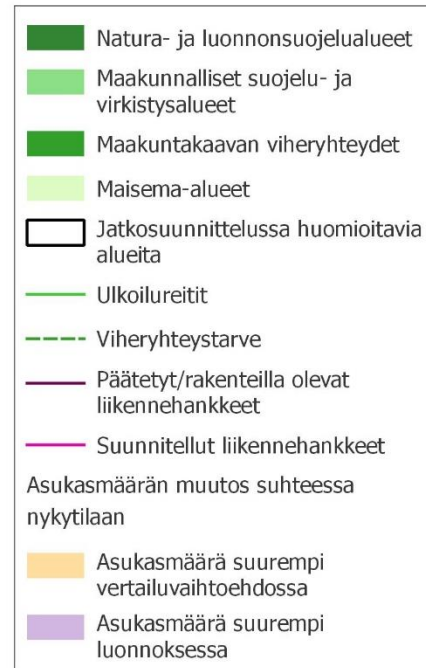 Natura- ja luonnonsuojelualueet
Maakunnalliset suojelu- ja
virkistysalueet
Maakuntakaavan viheryhteydet
Maisema-alueet
Jatkosuunnittelussa huomioitavia
alueita
Ulkoilureitit
Viheryhteystarve
Päätetyt/rakenteilla olevat
liikennehankkeet
Suunnitellut liikennehankkeet
Asukasmäärän muutos suhteessa
nykytilaan
Asukasmäärä suurempi
vertailuvaihtoehdossa
Asukasmäärä suurempi
luonnoksessa